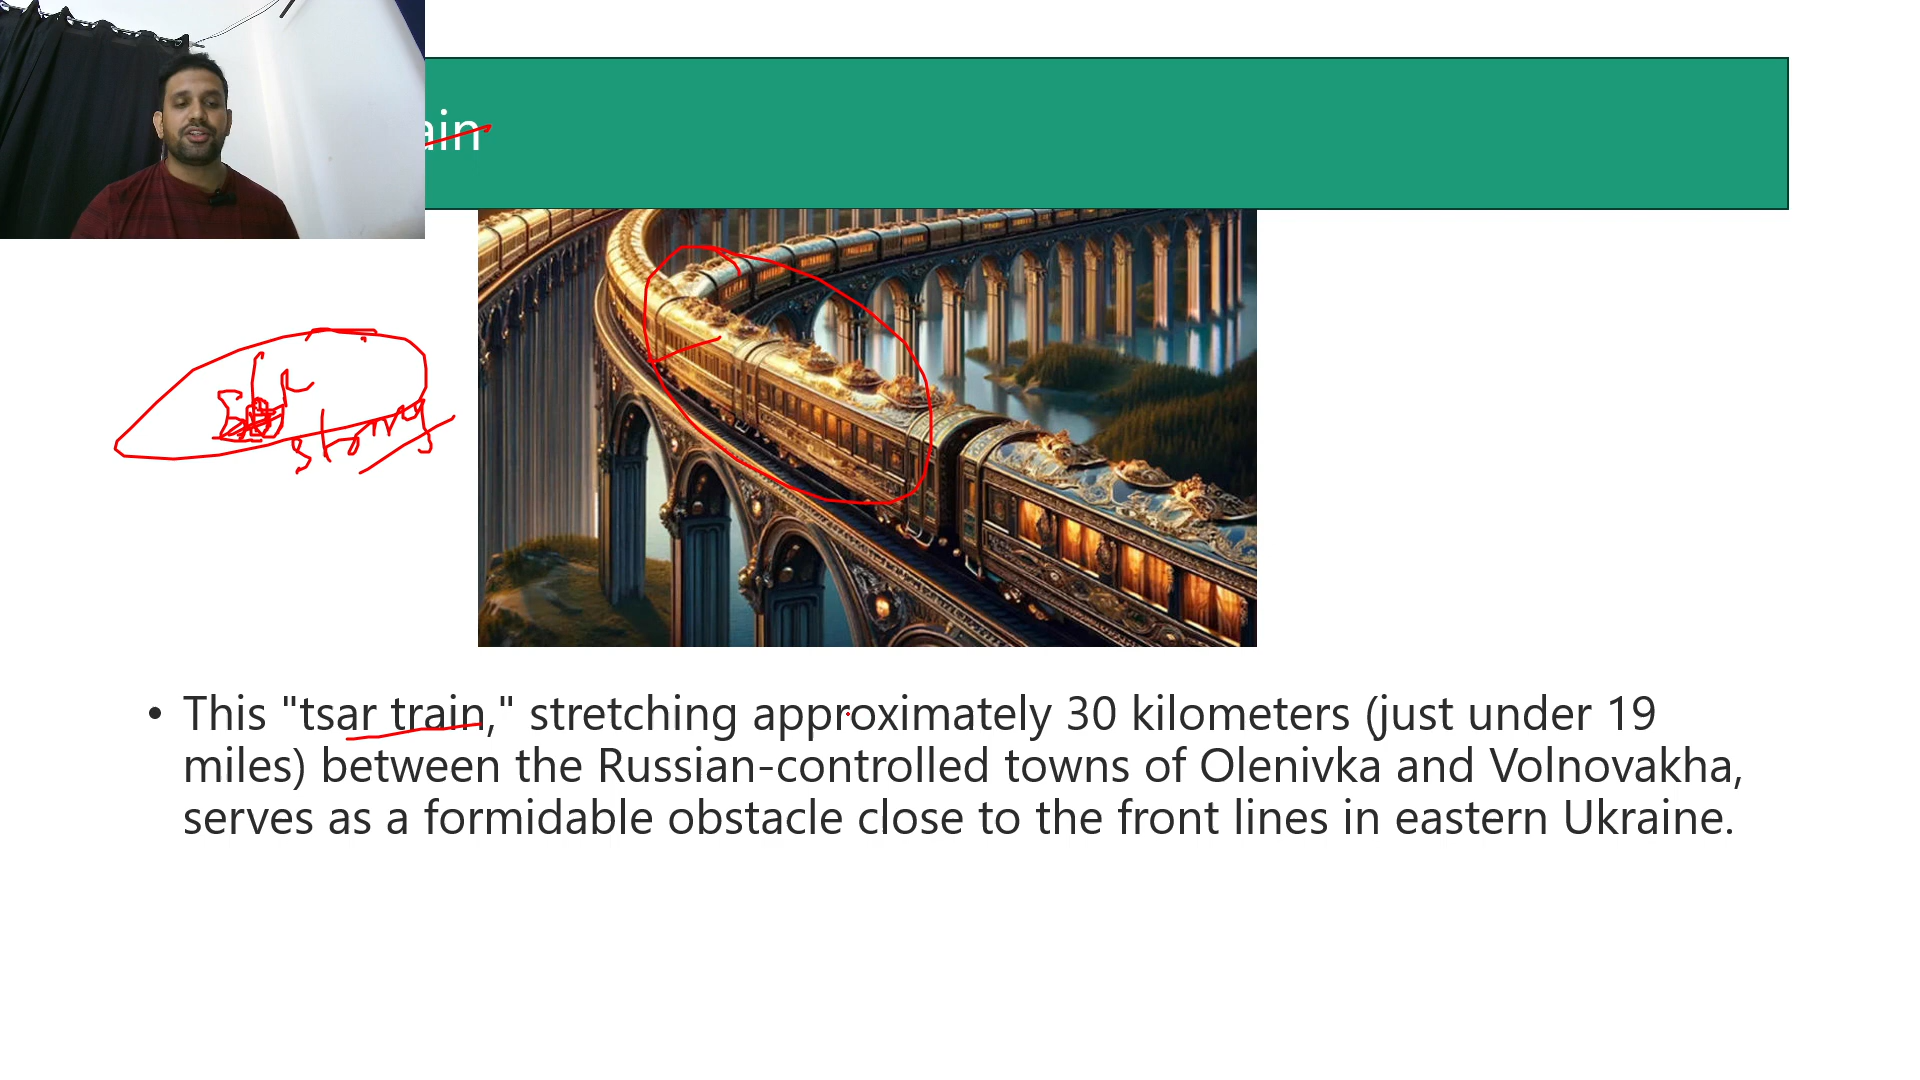 ain
strong
• This "tsar train," stretching approximately 30 kilometers (just under 19
miles) between the Russian-controlled towns of Olenivka and Volnovakha,
serves as a formidable obstacle close to the front lines in eastern Ukraine.